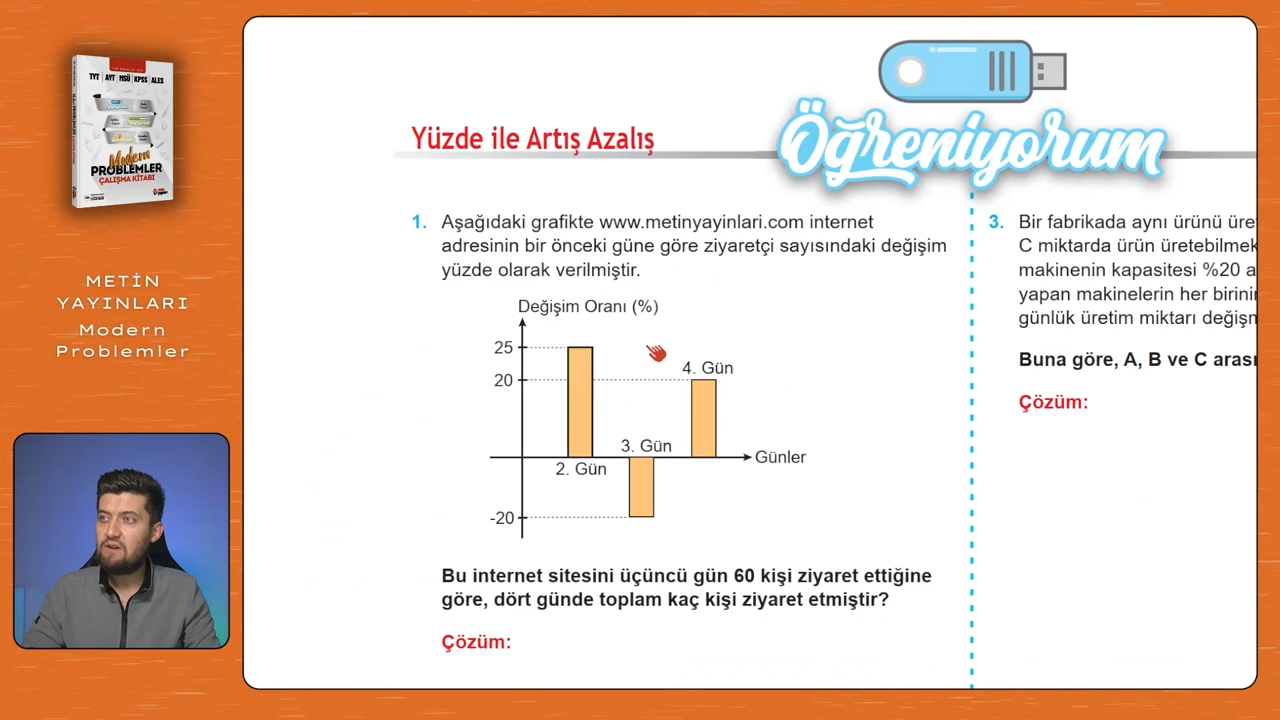 TYT AYT MSÜ KPSS ALES
Modern
PROBLEMLER
ÇALIŞMA KİTABI
METİN
YAYINLARI
Modern
Problemler
Öğreniyorum
Yüzde ile Artış Azalış
1. Aşağıdaki grafikte www.metinyayinlari.com internet
adresinin bir önceki güne göre ziyaretçi sayısındaki değişim
yüzde olarak verilmiştir.
Değişim Oranı (%)
25
20
4. Gün
3. Gün
Günler
2. Gün
-20
Bu internet sitesini üçüncü gün 60 kişi ziyaret ettiğine
göre, dört günde toplam kaç kişi ziyaret etmiştir?
Çözüm:
3. Bir fabrikada aynı ürünü üre
C miktarda ürün üretebilmek
makinenin kapasitesi %20 a
yapan makinelerin her birinin
günlük üretim miktarı değişm
Buna göre, A, B ve C arası
Çözüm: